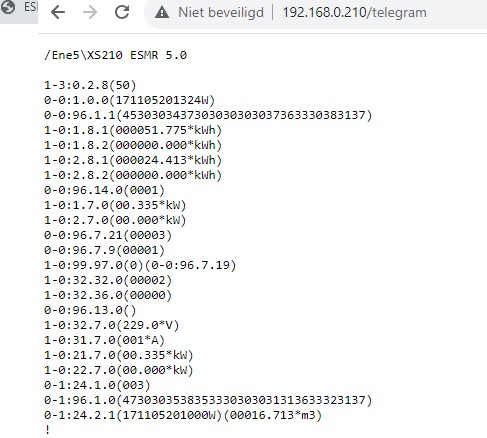 ESI
Niet beveiligd
192.168.0.210/telegram
/Ene5\XS210 ESMR 5.0
1-3:0.2.8(50)
0-0:1.0.0(171105201324W)
0-0:96.1.1(4530303437303030303037363330383137)
1-0:1.8.1(000051.775*kWh)
1-0:1.8.2(000000.000*kWh)
1-0:2.8.1(000024.413*kWh)
1-0:2.8.2(000000.000*kWh)
0-0:96.14.0(0001)
1-0:1.7.0(00.335*kW)
1-0:2.7.0(00.000*kW)
0-0:96.7.21(00003)
0-0:96.7.9(00001)
1-0:99.97.0(0)(0-0:96.7.19)
1-0:32.32.0(00002)
1-0:32.36.0(00000)
0-0:96.13.0()
1-0:32.7.0(229.0*V)
1-0:31.7.0(001*A)
1-0:21.7.0(00.335*kW)
1-0:22.7.0(00.000*kW)
0-1:24.1.0(003)
0-1:96.1.0(4730303538353330303031313633323137)
0-1:24.2.1(171105201000W)(00016.713*m3)
!